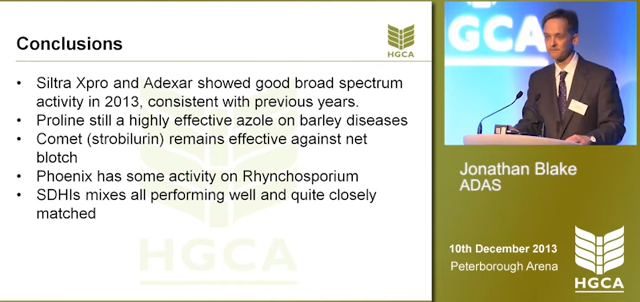 Conclusions
HGCA
• Siltra Xpro and Adexar showed good broad spectrum
activity in 2013, consistent with previous years.
• Proline still a highly effective azole on barley diseases
• Comet (strobilurin) remains effective against net
blotch
• Phoenix has some activity on Rhynchosporium
• SDHIs mixes all performing well and quite closely
matched
HGCA
HGCA
Jonathan Blake
ADAS
10th December 2013
Peterborough Arena
HGCA